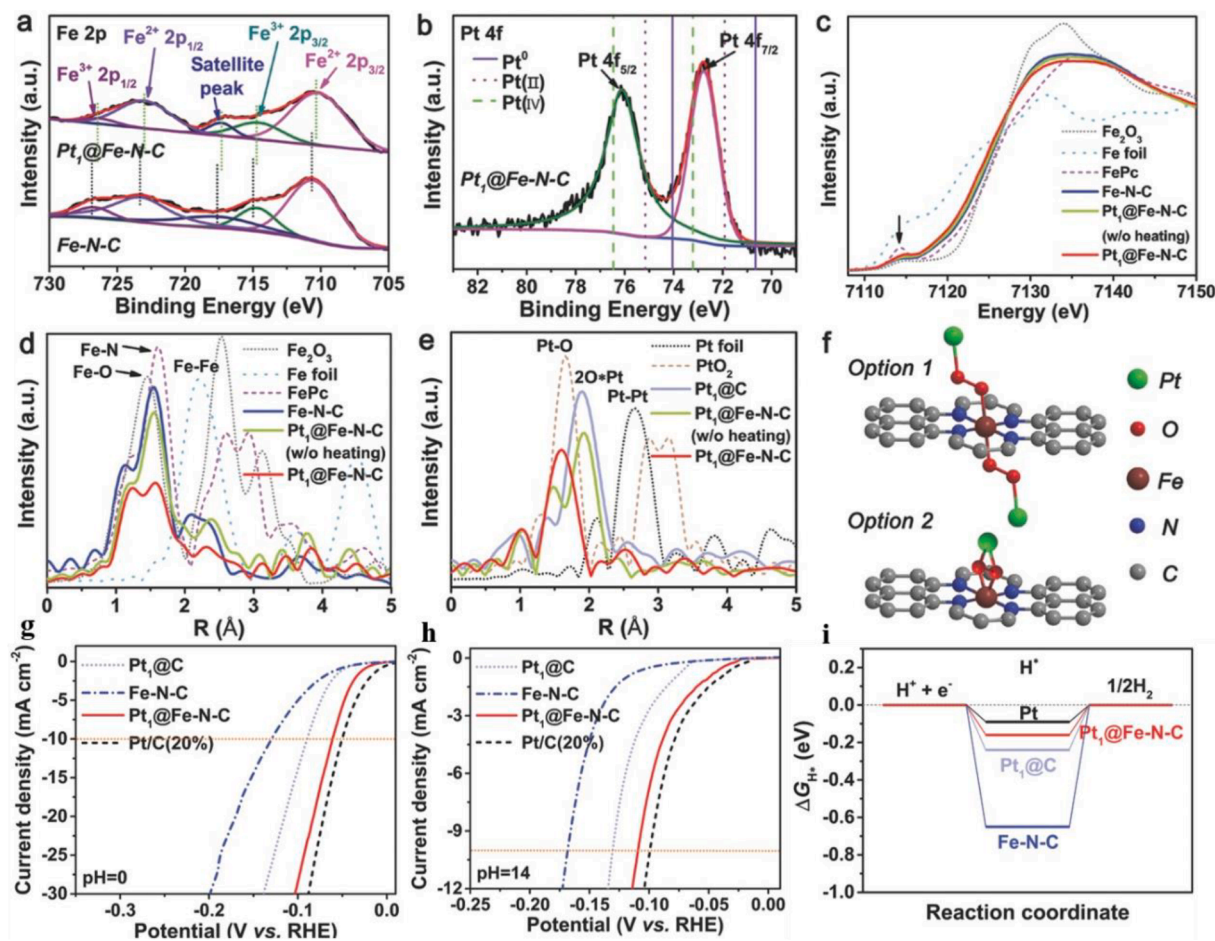 a
Fe 2p
Fe³⁺ 2p₁/₂
Fe²⁺ 2p₁/₂
Satellite
peak
Fe³⁺ 2p₃/₂
Fe²⁺ 2p₃/₂
Pt₁@Fe-N-C
Fe-N-C
Intensity (a.u.)
730 725 720 715 710 705
Binding Energy (eV)
b
Pt 4f
Pt⁰
Pt(II)
Pt(IV)
Pt 4f₅/₂
Pt 4f₇/₂
Pt₁@Fe-N-C
Intensity (a.u.)
82 80 78 76 74 72 70
Binding Energy (eV)
c
Fe₂O₃
Fe foil
FePc
Fe-N-C
Pt₁@Fe-N-C
(w/o heating)
Pt₁@Fe-N-C
Intensity (a.u.)
7110 7120 7130 7140 7150
Energy (eV)
d
Fe-N
Fe-O
Fe-Fe
Fe₂O₃
Fe foil
FePc
Fe-N-C
Pt₁@Fe-N-C
(w/o heating)
Pt₁@Fe-N-C
Intensity (a.u.)
0 1 2 3 4 5
R (Å)
e
Pt-O
2O*Pt
Pt-Pt
Pt foil
PtO₂
Pt₁@C
Pt₁@Fe-N-C
(w/o heating)
Pt₁@Fe-N-C
Intensity (a.u.)
0 1 2 3 4 5
R (Å)
f
Option 1
Option 2
Pt
O
Fe
N
C
g
Pt₁@C
Fe-N-C
Pt₁@Fe-N-C
Pt/C(20%)
pH=0
Current density (mA cm⁻²)
0
-5
-10
-15
-20
-25
-30
-0.3 -0.2 -0.1 0.0
Potential (V vs. RHE)
h
Pt₁@C
Fe-N-C
Pt₁@Fe-N-C
Pt/C(20%)
pH=14
Current density (mA cm⁻²)
0
-3
-6
-9
-12
-0.25 -0.20 -0.15 -0.10 -0.05 0.00
Potential (V vs. RHE)
i
H⁺ + e⁻
H*
1/2H₂
Pt
Pt₁@Fe-N-C
Pt₁@C
Fe-N-C
ΔG_H* (eV)
0.2
0.0
-0.2
-0.4
-0.6
-0.8
-1.0
Reaction coordinate